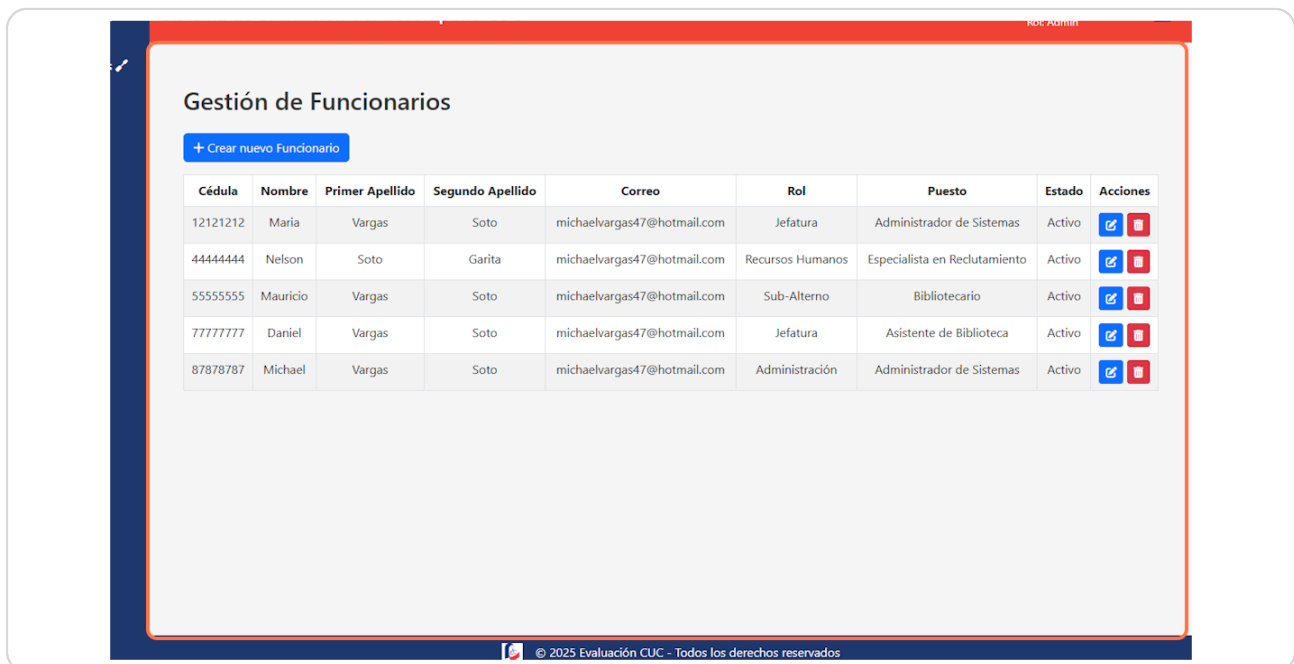 Rol: Admin
Gestión de Funcionarios
+ Crear nuevo Funcionario
Cédula Nombre Primer Apellido Segundo Apellido Correo Rol Puesto Estado Acciones
12121212 Maria Vargas Soto michaelvargas47@hotmail.com Jefatura Administrador de Sistemas Activo
44444444 Nelson Soto Garita michaelvargas47@hotmail.com Recursos Humanos Especialista en Reclutamiento Activo
55555555 Mauricio Vargas Soto michaelvargas47@hotmail.com Sub-Alterno Bibliotecario Activo
77777777 Daniel Vargas Soto michaelvargas47@hotmail.com Jefatura Asistente de Biblioteca Activo
87878787 Michael Vargas Soto michaelvargas47@hotmail.com Administración Administrador de Sistemas Activo
© 2025 Evaluación CUC - Todos los derechos reservados